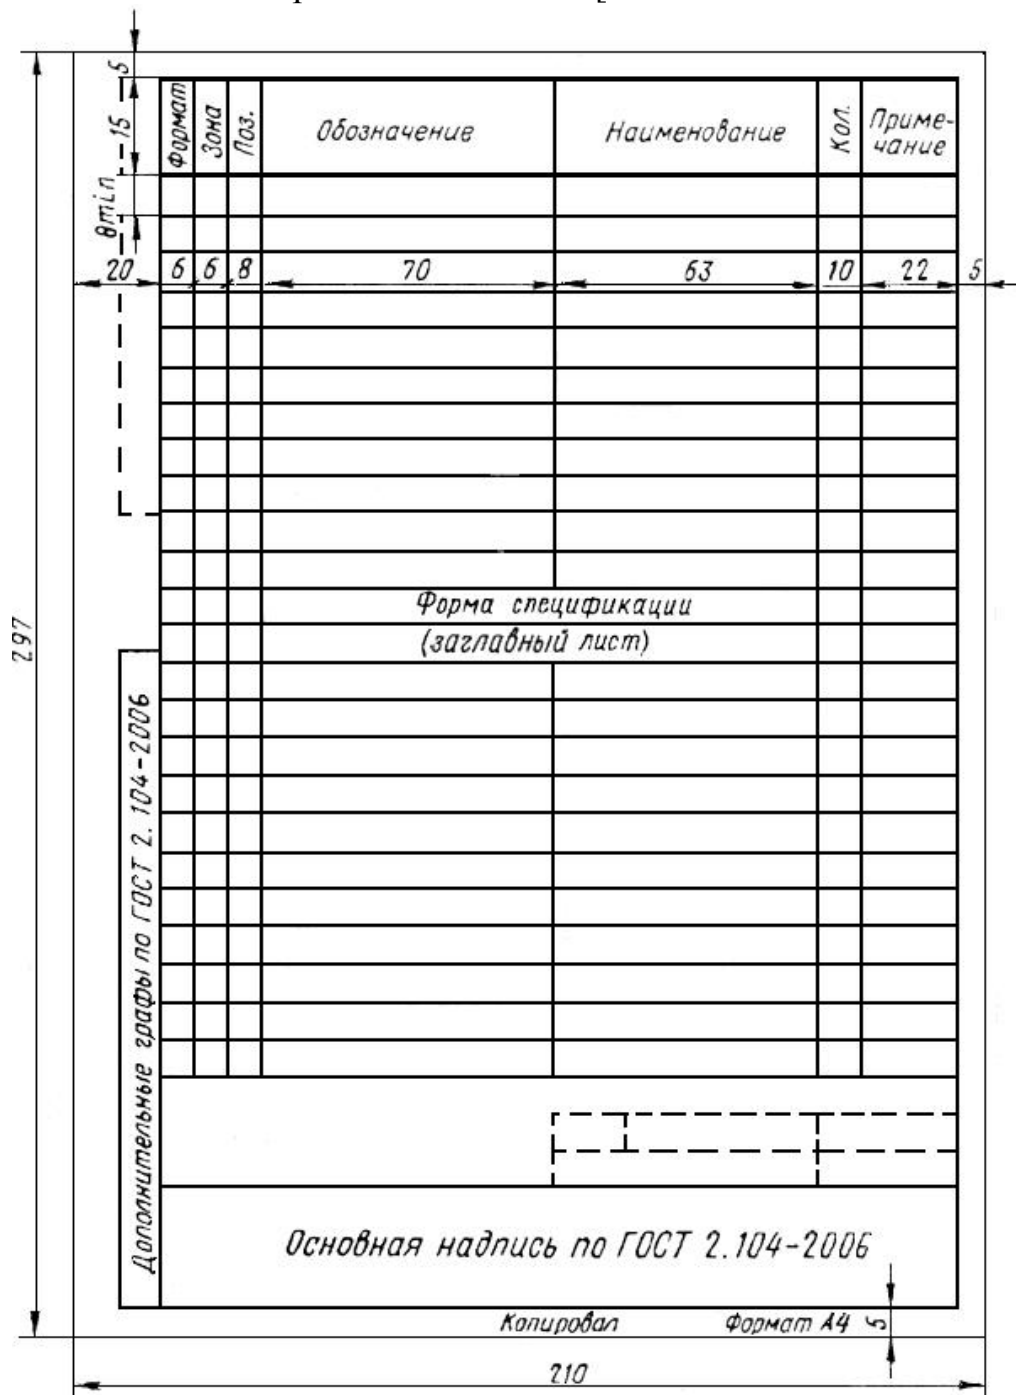 5
15
8min
Формат
Зона
Поз.
Обозначение
Наименование
Кол.
Приме-
чание
20 6 6 8 70 63 10 22 5
297
Форма спецификации
(заглавный лист)
Дополнительные графы по ГОСТ 2.104-2006
Основная надпись по ГОСТ 2.104-2006
Копировал Формат А4 5
210